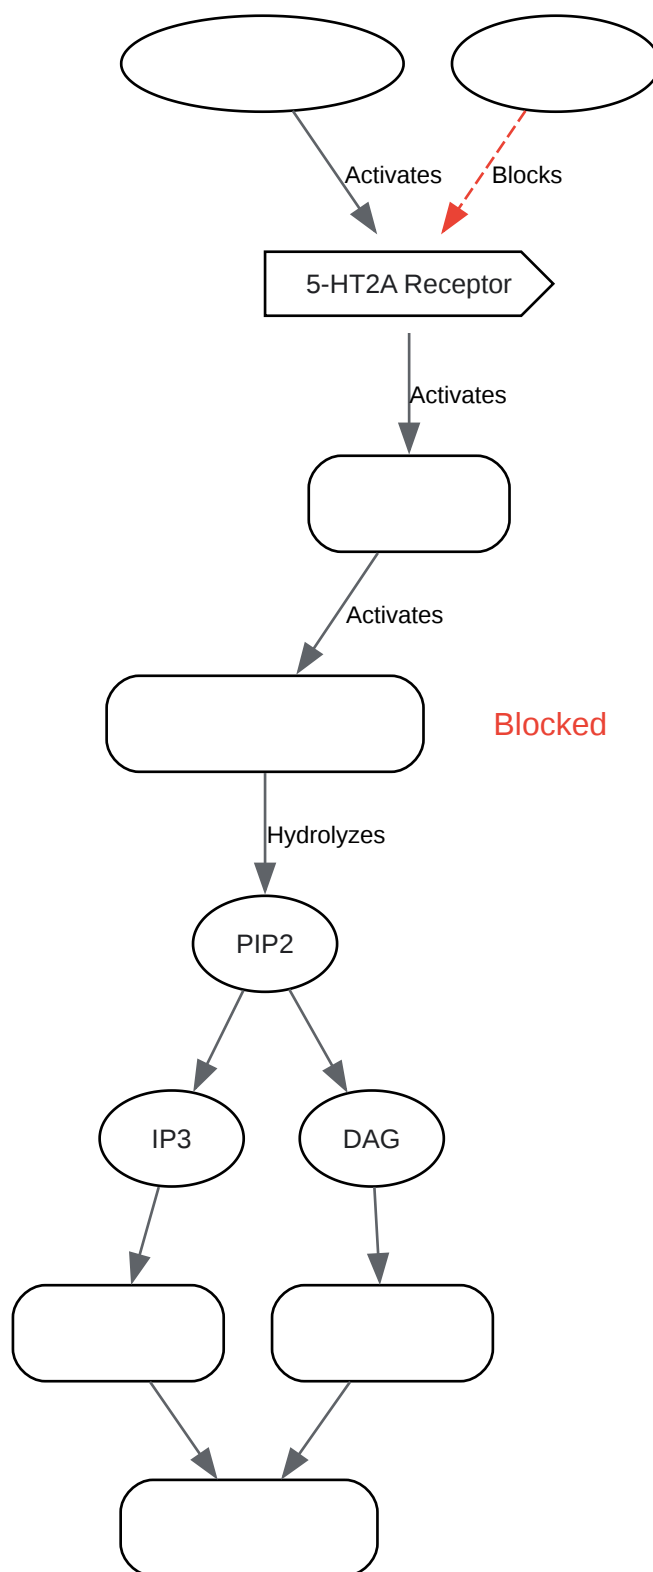 Activates
Blocks
5-HT2A Receptor
Activates
Activates
Blocked
Hydrolyzes
PIP2
IP3
DAG